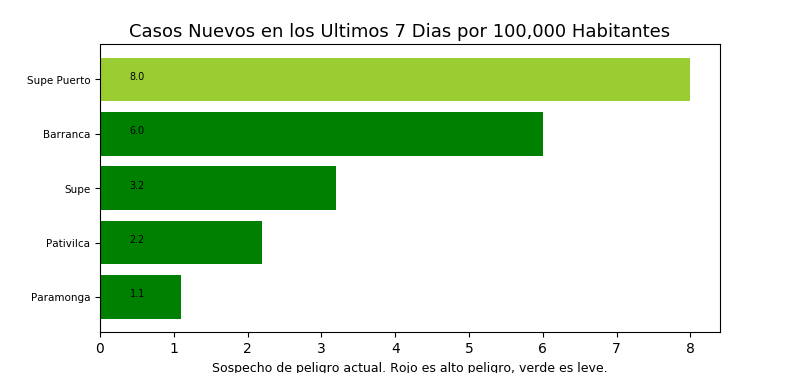 Casos Nuevos en los Ultimos 7 Dias por 100,000 Habitantes
Supe Puerto 8.0
Barranca 6.0
Supe 3.2
Pativilca 2.2
Paramonga 1.1
0 1 2 3 4 5 6 7 8
Sospecho de peligro actual. Rojo es alto peligro, verde es leve.